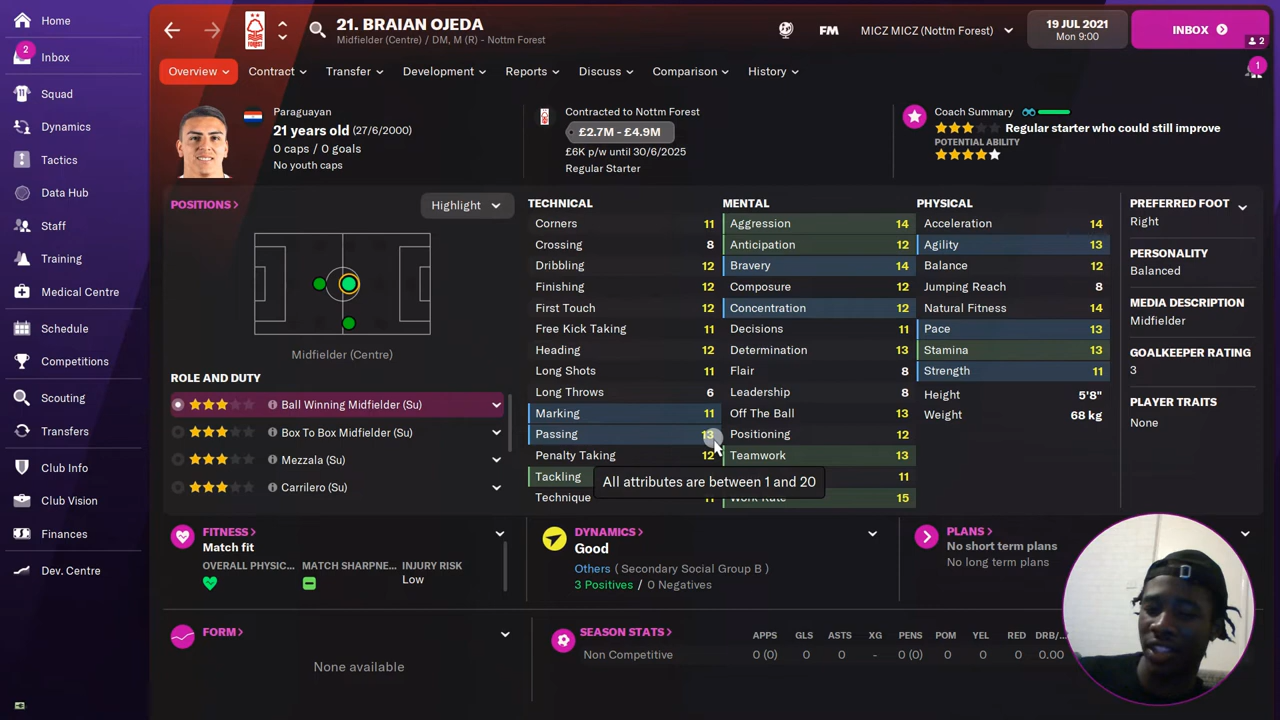 Home
2
Inbox
Squad
Dynamics
Tactics
Data Hub
Staff
Training
Medical Centre
Schedule
Competitions
Scouting
Transfers
Club Info
Club Vision
Finances
Dev. Centre
21. BRAIAN OJEDA
Midfielder (Centre) / DM, M (R) - Nottm Forest
FM
MICZ MICZ (Nottm Forest)
19 JUL 2021
Mon 9:00
INBOX
2
Overview
Contract
Transfer
Development
Reports
Discuss
Comparison
History
1
Paraguayan
21 years old (27/6/2000)
0 caps / 0 goals
No youth caps
Contracted to Nottm Forest
£2.7M - £4.9M
£6K p/w until 30/6/2025
Regular Starter
Coach Summary
Regular starter who could still improve
POTENTIAL ABILITY
POSITIONS
Highlight
Midfielder (Centre)
ROLE AND DUTY
Ball Winning Midfielder (Su)
Box To Box Midfielder (Su)
Mezzala (Su)
Carrilero (Su)
TECHNICAL
Corners 11
Crossing 8
Dribbling 12
Finishing 12
First Touch 12
Free Kick Taking 11
Heading 12
Long Shots 11
Long Throws 6
Marking 11
Passing 13
Penalty Taking 12
Tackling
Technique 11
All attributes are between 1 and 20
MENTAL
Aggression 14
Anticipation 12
Bravery 14
Composure 12
Concentration 12
Decisions 11
Determination 13
Flair 8
Leadership 8
Off The Ball 13
Positioning 12
Teamwork 13
11
Work Rate 15
PHYSICAL
Acceleration 14
Agility 13
Balance 12
Jumping Reach 8
Natural Fitness 14
Pace 13
Stamina 13
Strength 11
Height 5'8"
Weight 68 kg
PREFERRED FOOT
Right
PERSONALITY
Balanced
MEDIA DESCRIPTION
Midfielder
GOALKEEPER RATING
3
PLAYER TRAITS
None
FITNESS
Match fit
OVERALL PHYSIC... MATCH SHARPNE... INJURY RISK
Low
DYNAMICS
Good
Others ( Secondary Social Group B )
3 Positives / 0 Negatives
PLANS
No short term plans
No long term plans
FORM
None available
SEASON STATS
APPS GLS ASTS XG PENS POM YEL RED DRB/...
Non Competitive 0 (0) 0 0 - 0 (0) 0 0 0 0.00